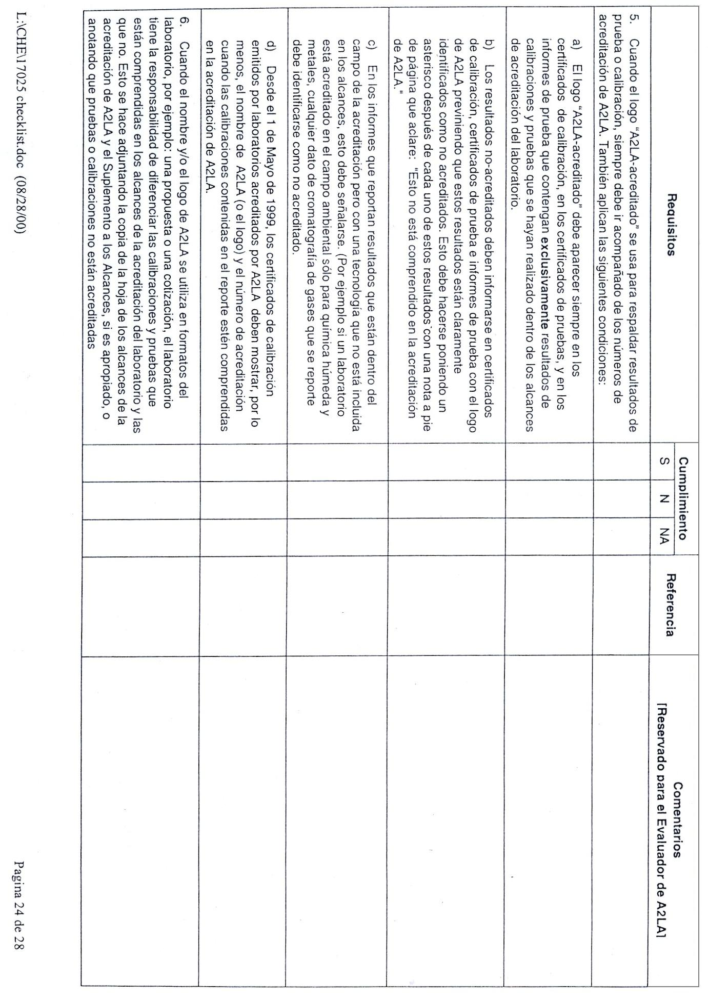 Requisitos
Cumplimiento
S
N
NA
Referencia
Comentarios
[Reservado para el Evaluador de A2LA]
5. Cuando el logo “A2LA-acreditado” se usa para respaldar resultados de
prueba o calibración, siempre debe ir acompañado de los números de
acreditación de A2LA. También aplican las siguientes condiciones:
a) El logo “A2LA-acreditado” debe aparecer siempre en los
certificados de calibración, en los certificados de pruebas, y en los
informes de prueba que contengan exclusivamente resultados de
calibraciones y pruebas que se hayan realizado dentro de los alcances
de acreditación del laboratorio.
b) Los resultados no-acreditados deben informarse en certificados
de calibración, certificados de prueba e informes de prueba con el logo
de A2LA previniendo que estos resultados están claramente
identificados como no acreditados. Esto debe hacerse poniendo un
asterisco después de cada uno de estos resultados con una nota a pie
de página que aclare: "Esto no está comprendido en la acreditación
de A2LA."
c) En los informes que reportan resultados que están dentro del
campo de la acreditación pero con una tecnología que no está incluida
en los alcances, esto debe señalarse. (Por ejemplo si un laboratorio
está acreditado en el campo ambiental sólo para química húmeda y
metales, cualquier dato de cromatografía de gases que se reporte
debe identificarse como no acreditado.
d) Desde el 1 de Mayo de 1999, los certificados de calibración
emitidos por laboratorios acreditados por A2LA deben mostrar, por lo
menos, el nombre de A2LA (o el logo) y el número de acreditación
cuando las calibraciones contenidas en el reporte estén comprendidas
en la acreditación de A2LA.
6. Cuando el nombre y/o el logo de A2LA se utiliza en formatos del
laboratorio, por ejemplo: una propuesta o una cotización, el laboratorio
tiene la responsabilidad de diferenciar las calibraciones y pruebas que
están comprendidas en los alcances de la acreditación del laboratorio y las
que no. Esto se hace adjuntando la copia de la hoja de los alcances de la
acreditación de A2LA y el Suplemento a los Alcances, si es apropiado, o
anotando que pruebas o calibraciones no están acreditadas
L:\CHE\17025 checklist.doc (08/28/00)
Pagina 24 de 28